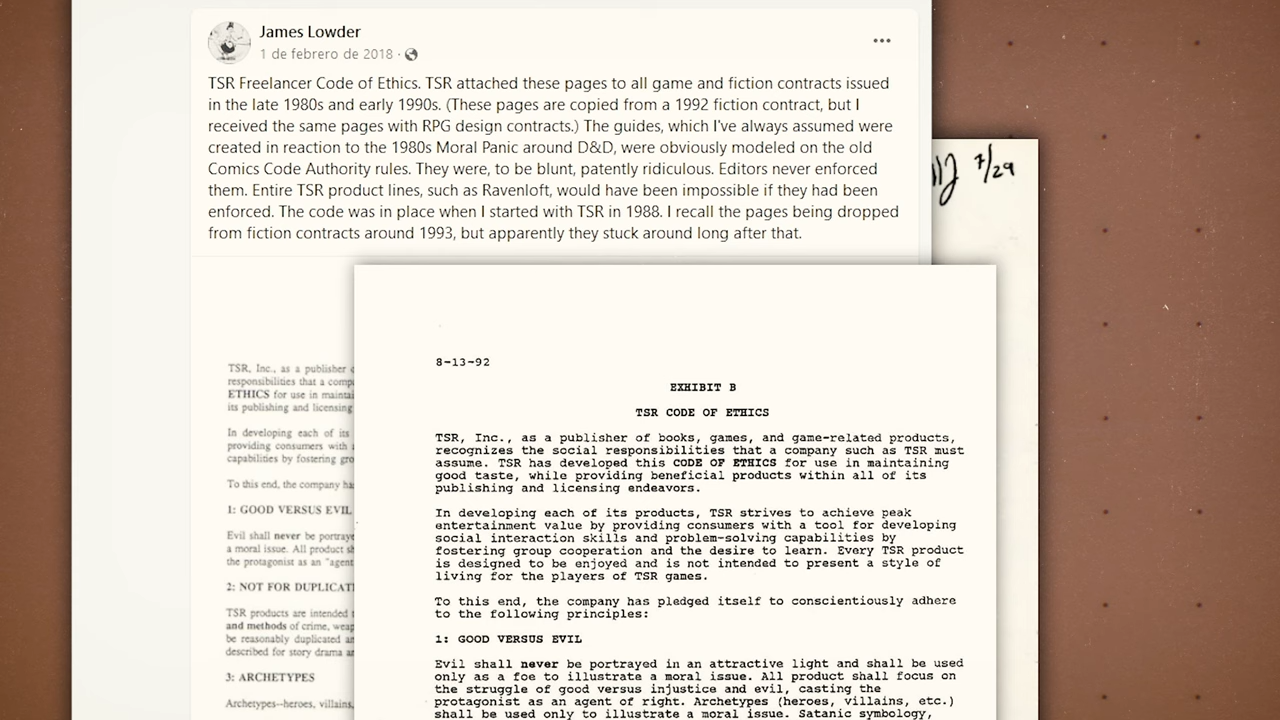 James Lowder
1 de febrero de 2018 ·
TSR Freelancer Code of Ethics. TSR attached these pages to all game and fiction contracts issued
in the late 1980s and early 1990s. (These pages are copied from a 1992 fiction contract, but I
received the same pages with RPG design contracts.) The guides, which I've always assumed were
created in reaction to the 1980s Moral Panic around D&D, were obviously modeled on the old
Comics Code Authority rules. They were, to be blunt, patently ridiculous. Editors never enforced
them. Entire TSR product lines, such as Ravenloft, would have been impossible if they had been
enforced. The code was in place when I started with TSR in 1988. I recall the pages being dropped
from fiction contracts around 1993, but apparently they stuck around long after that.
7/29
TSR, Inc., as a publisher
responsibilities that a comp
ETHICS for use in mainta
its publishing and licensing
In developing each of its
providing consumers with
capabilities by fostering gro
To this end, the company ha
1: GOOD VERSUS EVIL
Evil shall never be portraye
a moral issue. All product s
the protagonist as an "agent
2: NOT FOR DUPLICAT
TSR products are intended
and methods of crime, weap
be reasonably duplicated an
described for story drama an
3: ARCHETYPES
Archetypes--heroes, villains,
8-13-92
EXHIBIT B
TSR CODE OF ETHICS
TSR, Inc., as a publisher of books, games, and game-related products,
recognizes the social responsibilities that a company such as TSR must
assume. TSR has developed this CODE OF ETHICS for use in maintaining
good taste, while providing beneficial products within all of its
publishing and licensing endeavors.
In developing each of its products, TSR strives to achieve peak
entertainment value by providing consumers with a tool for developing
social interaction skills and problem-solving capabilities by
fostering group cooperation and the desire to learn. Every TSR product
is designed to be enjoyed and is not intended to present a style of
living for the players of TSR games.
To this end, the company has pledged itself to conscientiously adhere
to the following principles:
1: GOOD VERSUS EVIL
Evil shall never be portrayed in an attractive light and shall be used
only as a foe to illustrate a moral issue. All product shall focus on
the struggle of good versus injustice and evil, casting the
protagonist as an agent of right. Archetypes (heroes, villains, etc.)
shall be used only to illustrate a moral issue. Satanic symbology,